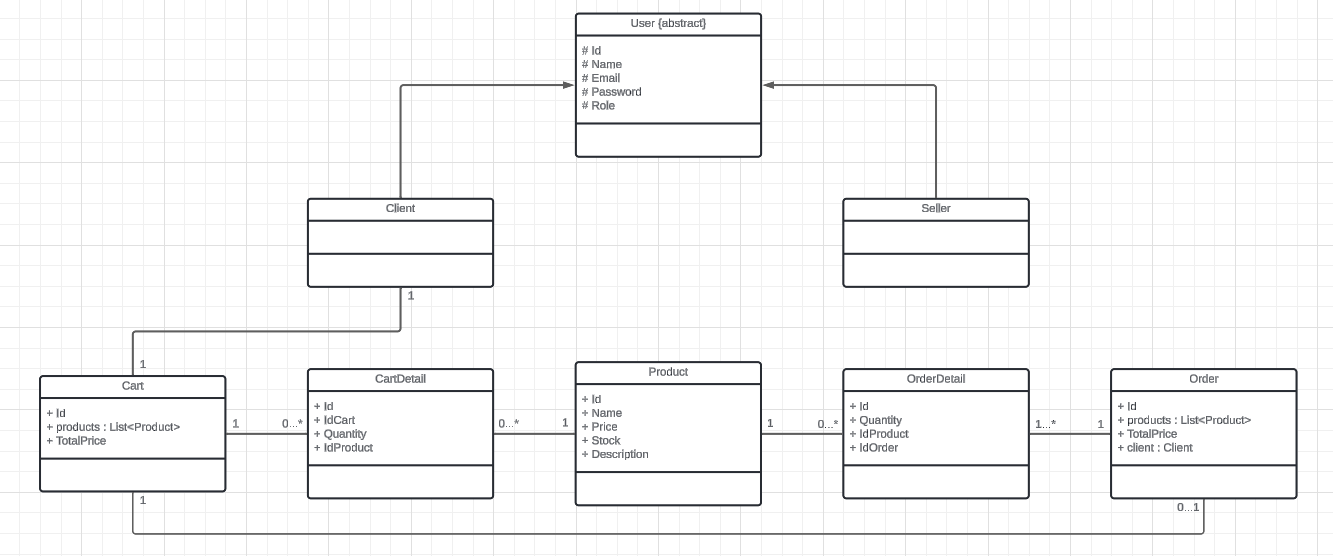 User {abstract}
# Id
# Name
# Email
# Password
# Role
Client
Seller
1
1
Cart
+ Id
+ products : List<Product>
+ TotalPrice
1
0...*
CartDetail
+ Id
+ IdCart
+ Quantity
+ IdProduct
0...*
1
Product
+ Id
+ Name
+ Price
+ Stock
+ Description
1
0...*
OrderDetail
+ Id
+ Quantity
+ IdProduct
+ IdOrder
1...*
1
Order
+ Id
+ products : List<Product>
+ TotalPrice
+ client : Client
1
0...1